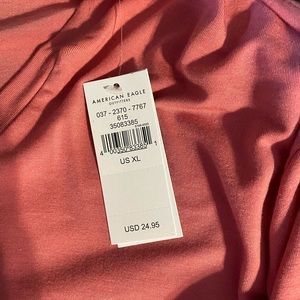 AMERICAN EAGLE
OUTFITTERS
037 - 2370 - 7767
615
35083385
US XL
USD 24.95